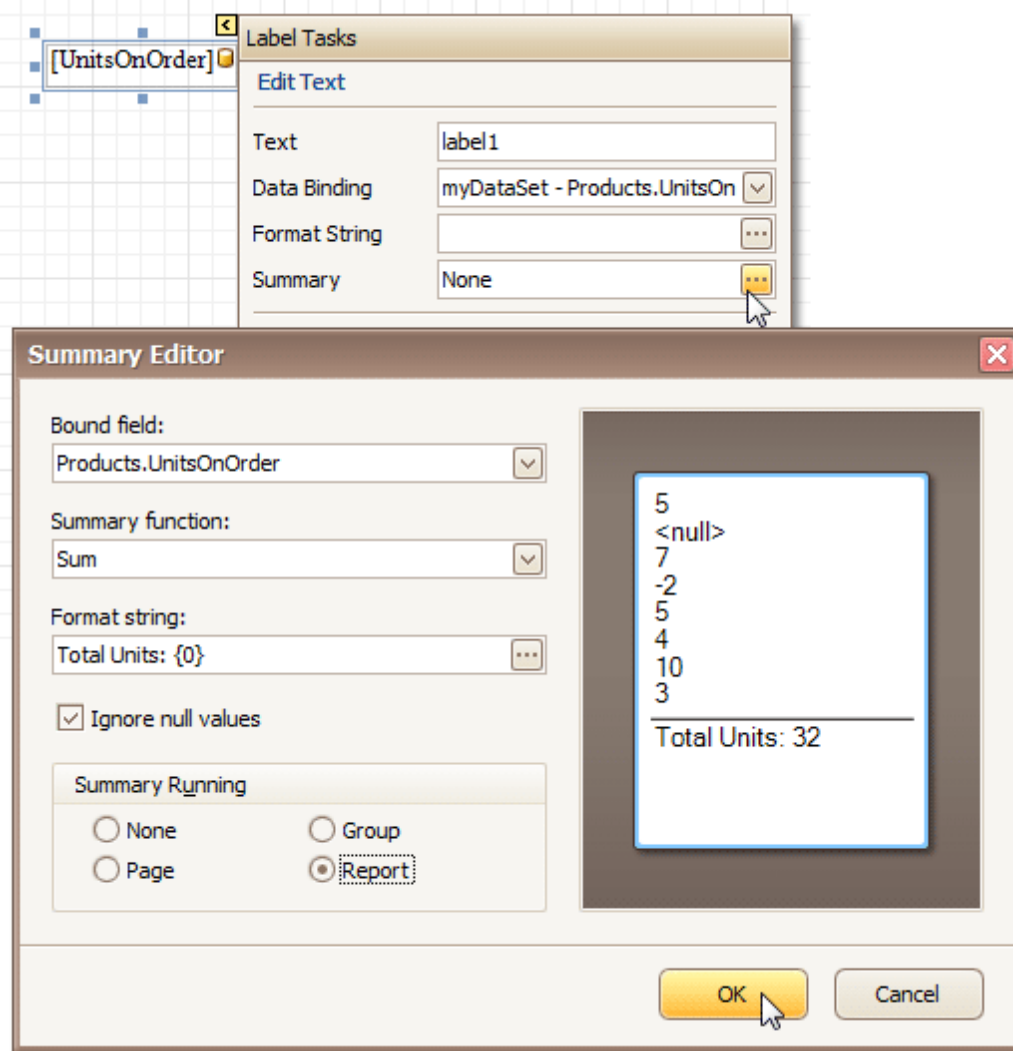 [UnitsOnOrder]
Label Tasks
Edit Text
Text label1
Data Binding myDataSet - Products.UnitsOn
Format String
Summary None
Summary Editor
Bound field:
Products.UnitsOnOrder
Summary function:
Sum
Format string:
Total Units: {0}
Ignore null values
Summary Running
None Group
Page Report
5
<null>
7
-2
5
4
10
3
Total Units: 32
OK Cancel